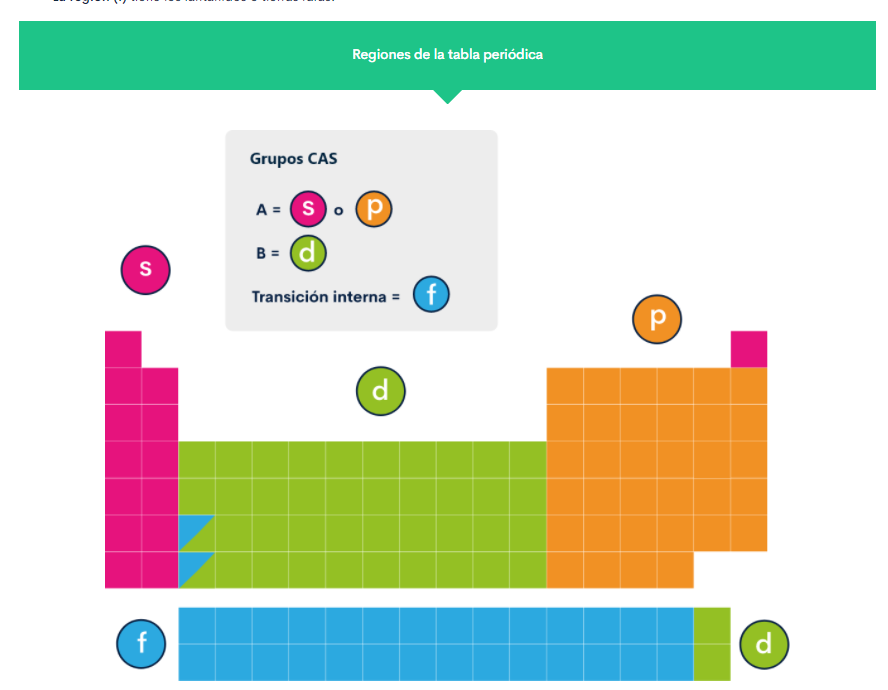 Regiones de la tabla periódica
Grupos CAS
A = s o p
B = d
Transición interna = f
s
p
d
f
d